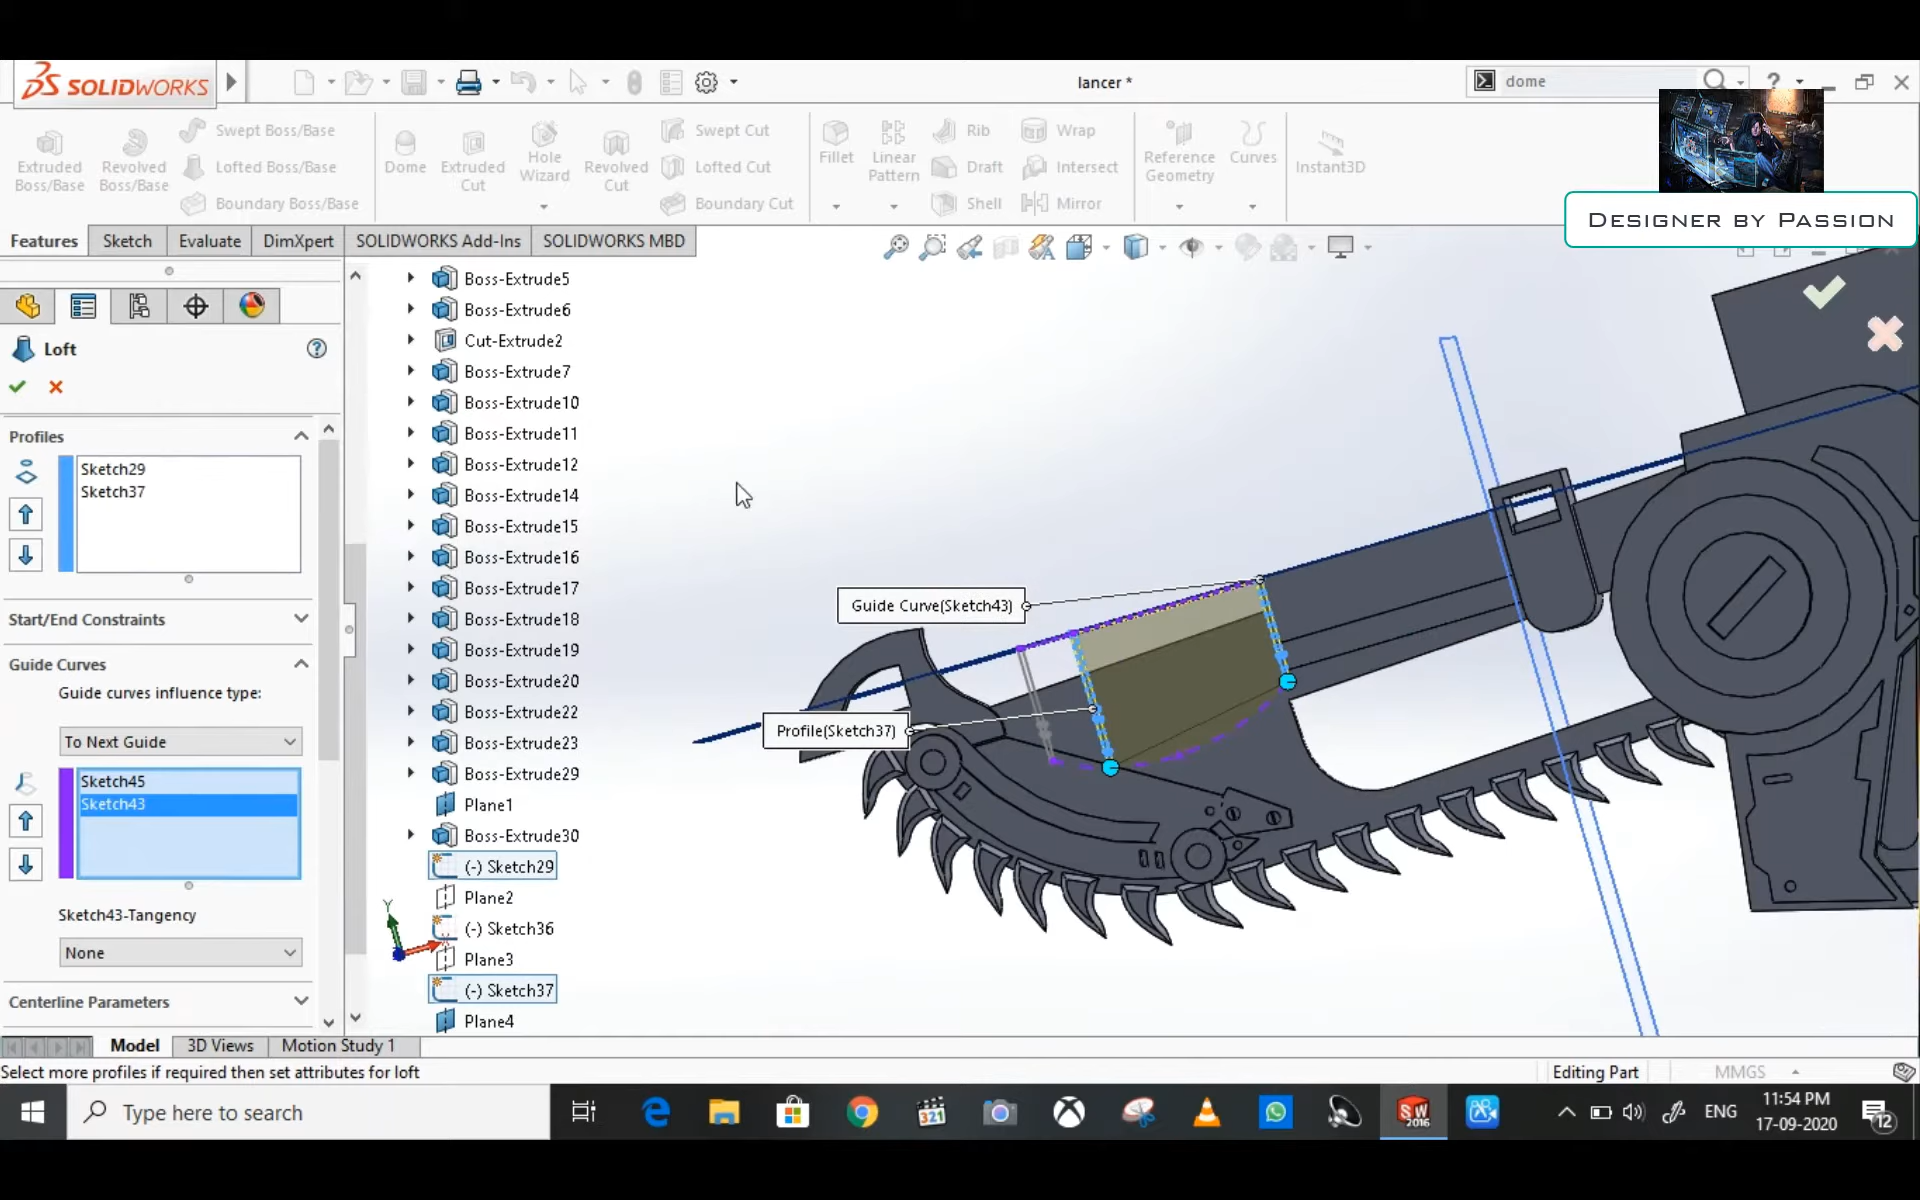 SOLIDWORKS
lancer *
dome
Extruded Boss/Base
Revolved Boss/Base
Swept Boss/Base
Lofted Boss/Base
Boundary Boss/Base
Dome
Extruded Cut
Hole Wizard
Revolved Cut
Swept Cut
Lofted Cut
Boundary Cut
Fillet
Linear Pattern
Rib
Draft
Shell
Wrap
Intersect
Mirror
Reference Geometry
Curves
Instant3D
Designer by Passion
Features
Sketch
Evaluate
DimXpert
SOLIDWORKS Add-Ins
SOLIDWORKS MBD
Loft
Profiles
Sketch29
Sketch37
Start/End Constraints
Guide Curves
Guide curves influence type:
To Next Guide
Sketch45
Sketch43
Sketch43-Tangency
None
Centerline Parameters
Boss-Extrude5
Boss-Extrude6
Cut-Extrude2
Boss-Extrude7
Boss-Extrude10
Boss-Extrude11
Boss-Extrude12
Boss-Extrude14
Boss-Extrude15
Boss-Extrude16
Boss-Extrude17
Boss-Extrude18
Boss-Extrude19
Boss-Extrude20
Boss-Extrude22
Boss-Extrude23
Boss-Extrude29
Plane1
Boss-Extrude30
(-) Sketch29
Plane2
(-) Sketch36
Plane3
(-) Sketch37
Plane4
Guide Curve(Sketch43)
Profile(Sketch37)
Y
Model
3D Views
Motion Study 1
Select more profiles if required then set attributes for loft
Editing Part
MMGS
Type here to search
321
SW
2016
ENG
11:54 PM
17-09-2020
12